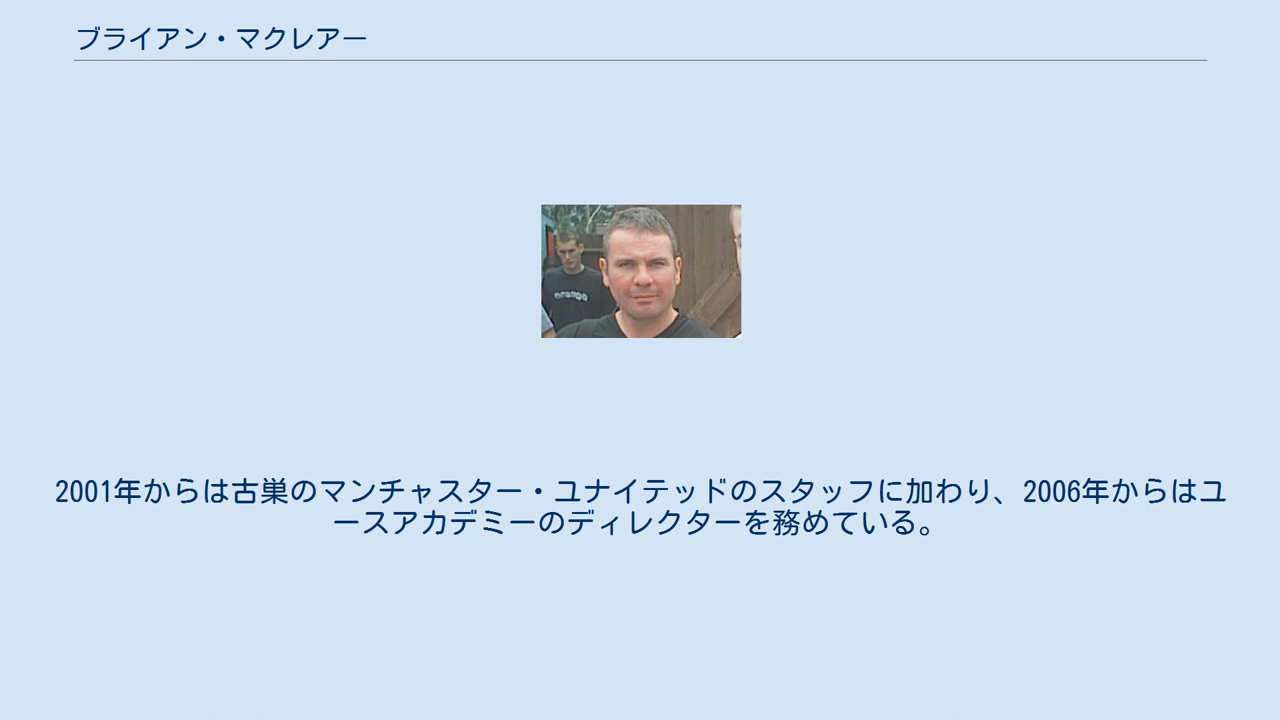 ブライアン・マクレアー
2001年からは古巣のマンチャスター・ユナイテッドのスタッフに加わり、2006年からはユ
ースアカデミーのディレクターを務めている。